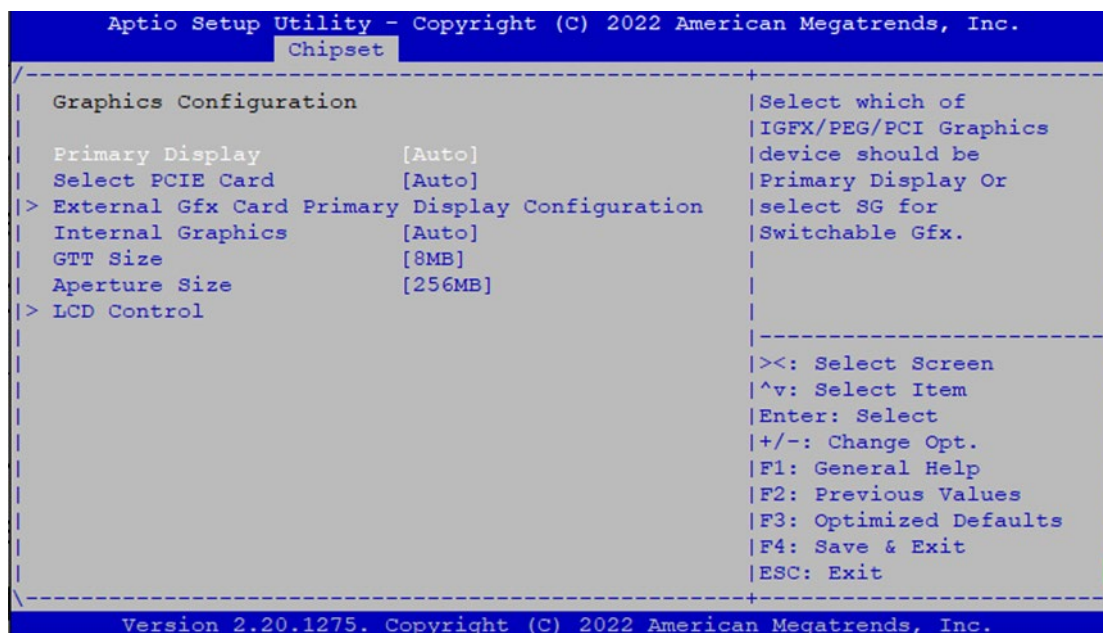 Aptio Setup Utility – Copyright (C) 2022 American Megatrends, Inc.
Chipset
/----------------------------------------------------+-------------------------
| Graphics Configuration |Select which of
| |IGFX/PEG/PCI Graphics
| Primary Display [Auto] |device should be
| Select PCIE Card [Auto] |Primary Display Or
|> External Gfx Card Primary Display Configuration |select SG for
| Internal Graphics [Auto] |Switchable Gfx.
| GTT Size [8MB] |
| Aperture Size [256MB] |
|> LCD Control |
| |-------------------------
| |><: Select Screen
| |^v: Select Item
| |Enter: Select
| |+/-: Change Opt.
| |F1: General Help
| |F2: Previous Values
| |F3: Optimized Defaults
| |F4: Save & Exit
| |ESC: Exit
\----------------------------------------------------+-------------------------
Version 2.20.1275. Copyright (C) 2022 American Megatrends, Inc.